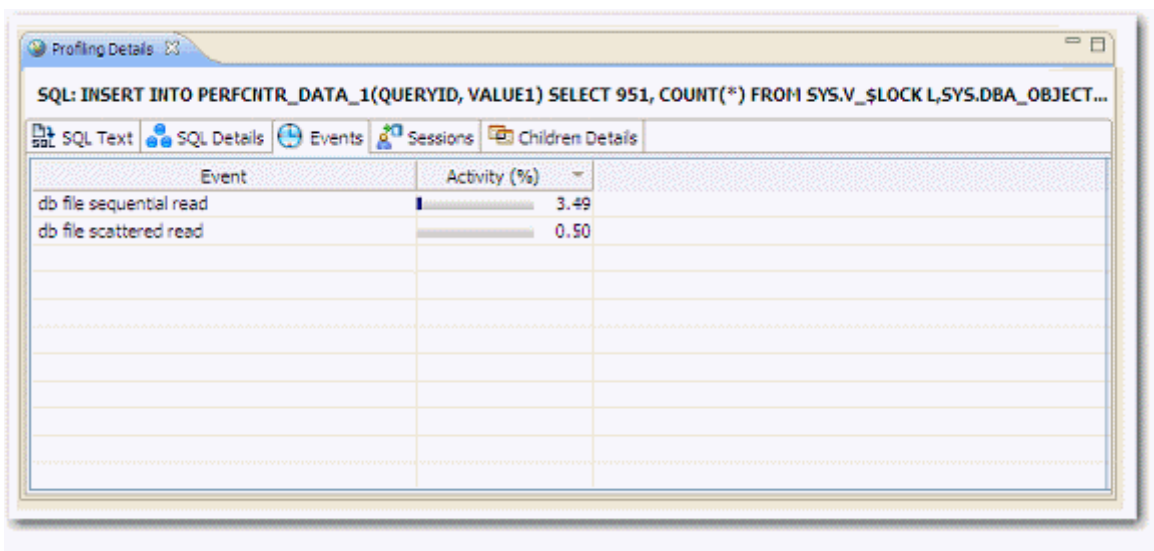 Profiling Details
SQL: INSERT INTO PERFCNTR_DATA_1(QUERYID, VALUE1) SELECT 951, COUNT(*) FROM SYS.V_$LOCK L,SYS.DBA_OBJECT...
SQL Text SQL Details Events Sessions Children Details
Event Activity (%)
db file sequential read 3.49
db file scattered read 0.50